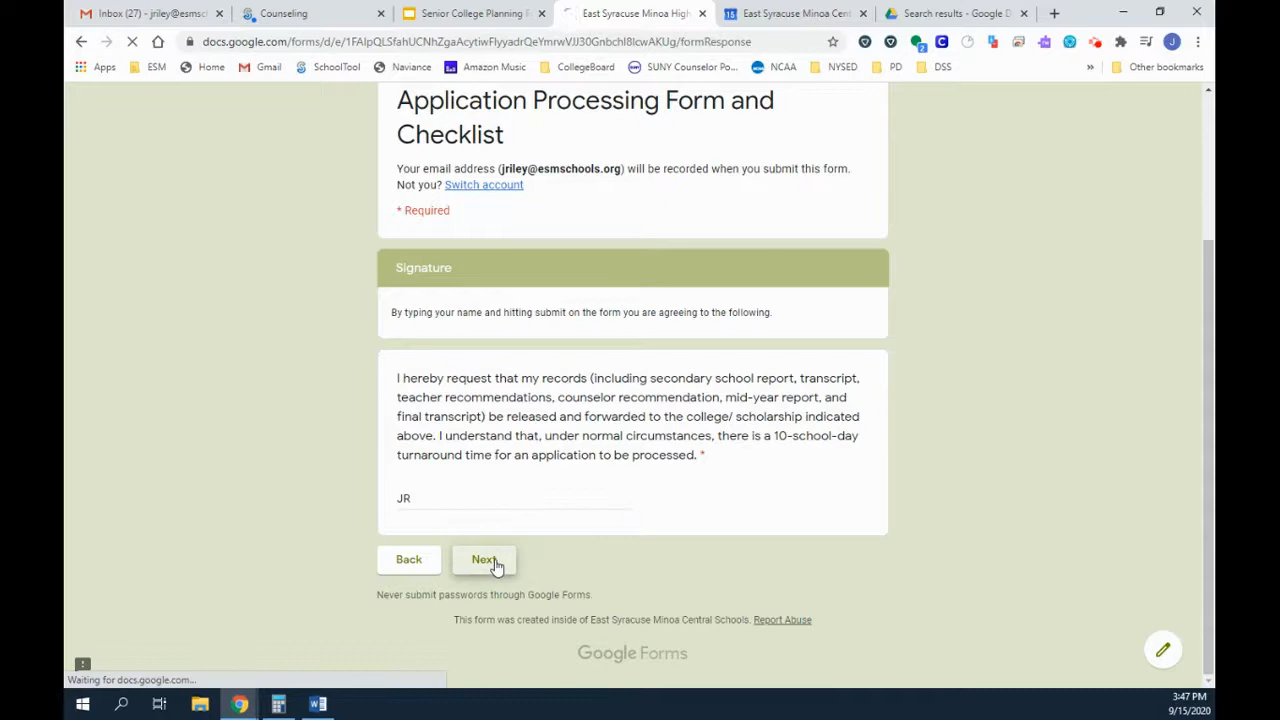 Inbox (27) - jriley@esmsc
Counseling
Senior College Planning F
East Syracuse Minoa High
East Syracuse Minoa Cent
Search results - Google D
docs.google.com/forms/d/e/1FAIpQLSfahUCNhZgaAcytiwFlyyadrQeYmrwVJJ30Gnbchl8lcwAKUg/formResponse
2
J
Apps
ESM
Home
Gmail
SchoolTool
Naviance
Amazon Music
CollegeBoard
SUNY Counselor Po...
NCAA
NYSED
PD
DSS
»
Other bookmarks
Application Processing Form and
Checklist
Your email address (jriley@esmschools.org) will be recorded when you submit this form.
Not you? Switch account
* Required
Signature
By typing your name and hitting submit on the form you are agreeing to the following.
I hereby request that my records (including secondary school report, transcript,
teacher recommendations, counselor recommendation, mid-year report, and
final transcript) be released and forwarded to the college/ scholarship indicated
above. I understand that, under normal circumstances, there is a 10-school-day
turnaround time for an application to be processed. *
JR
Back
Next
Never submit passwords through Google Forms.
This form was created inside of East Syracuse Minoa Central Schools. Report Abuse
Google Forms
Waiting for docs.google.com...
3:47 PM
9/15/2020